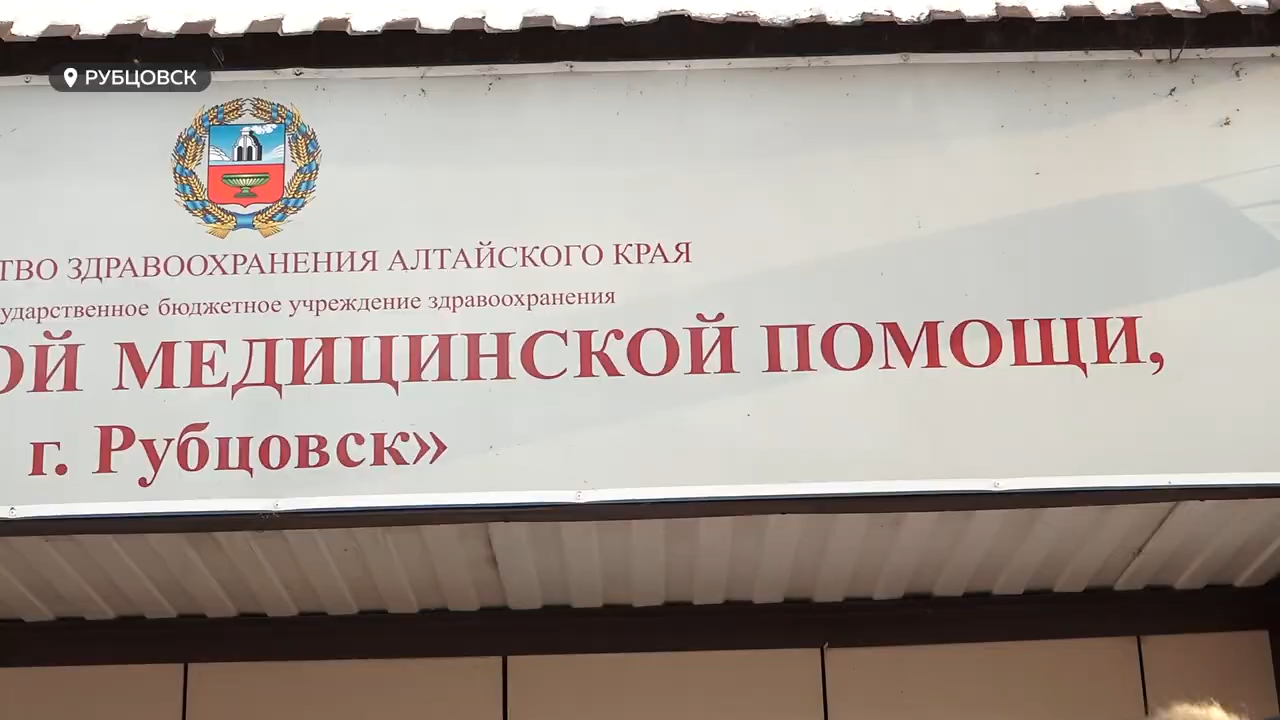 РУБЦОВСК
ТВО ЗДРАВООХРАНЕНИЯ АЛТАЙСКОГО КРАЯ
ударственное бюджетное учреждение здравоохранения
ОЙ МЕДИЦИНСКОЙ ПОМОЩИ,
г. Рубцовск»